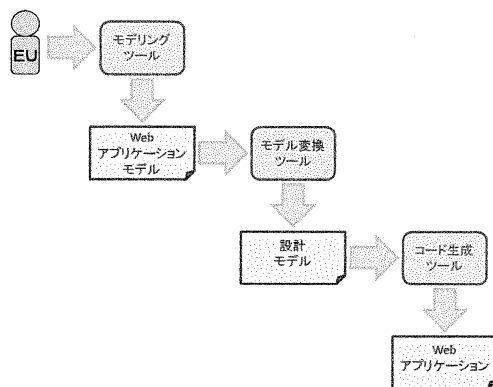 EU
モデリング
ツール
Web
アプリケーション
モデル
モデル変換
ツール
設計
モデル
コード生成
ツール
Web
アプリケーション